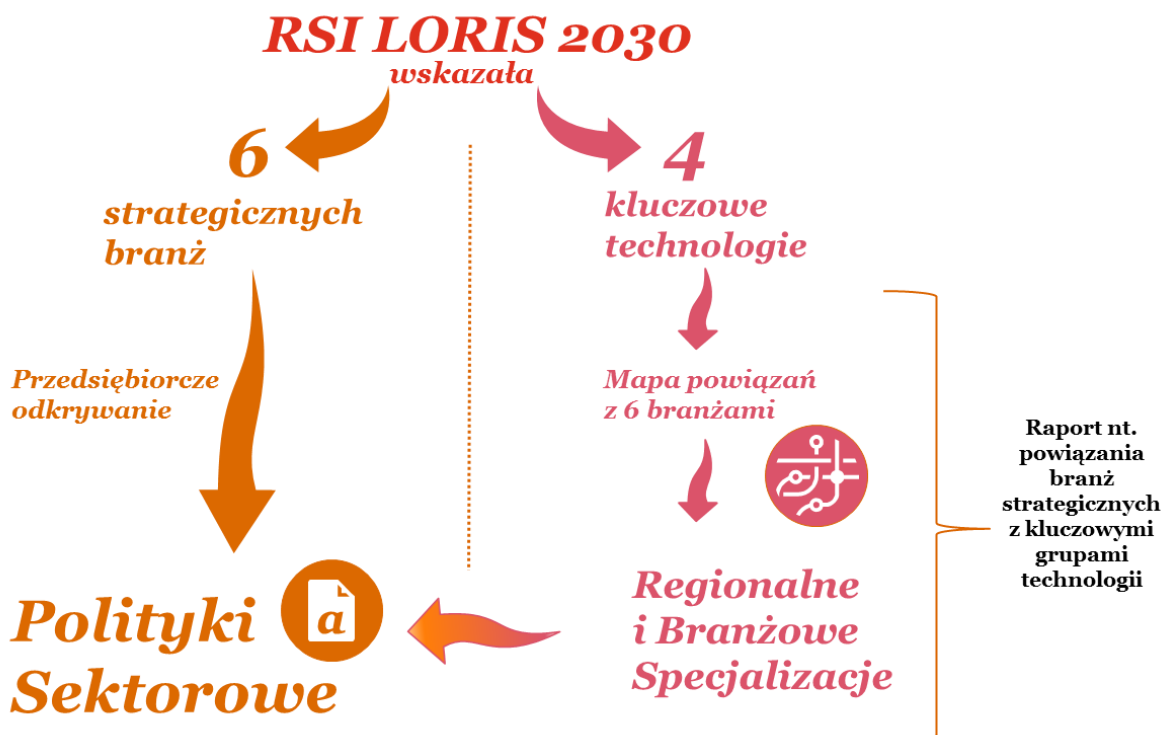 RSI LORIS 2030
wskazała
6
strategicznych
branż
4
kluczowe
technologie
Przedsiębiorcze
odkrywanie
Mapa powiązań
z 6 branżami
Raport nt.
powiązania
branż
strategicznych
z kluczowymi
grupami
technologii
Polityki
Sektorowe
a
Regionalne
i Branżowe
Specjalizacje